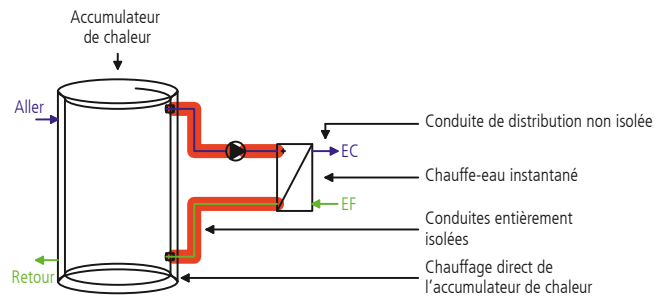 Accumulateur
de chaleur
Aller
Conduite de distribution non isolée
EC
Chauffe-eau instantané
EF
Conduites entièrement
isolées
Retour
Chauffage direct de
l’accumulateur de chaleur